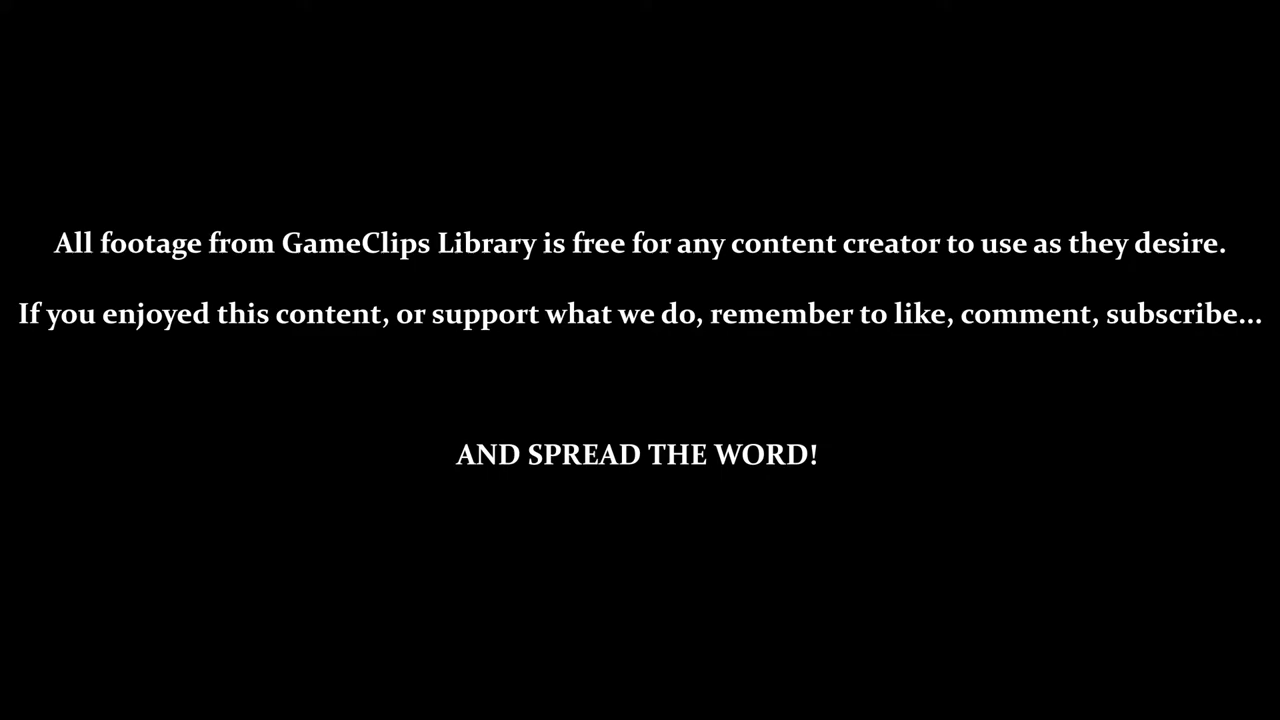 All footage from GameClips Library is free for any content creator to use as they desire.
If you enjoyed this content, or support what we do, remember to like, comment, subscribe...
AND SPREAD THE WORD!